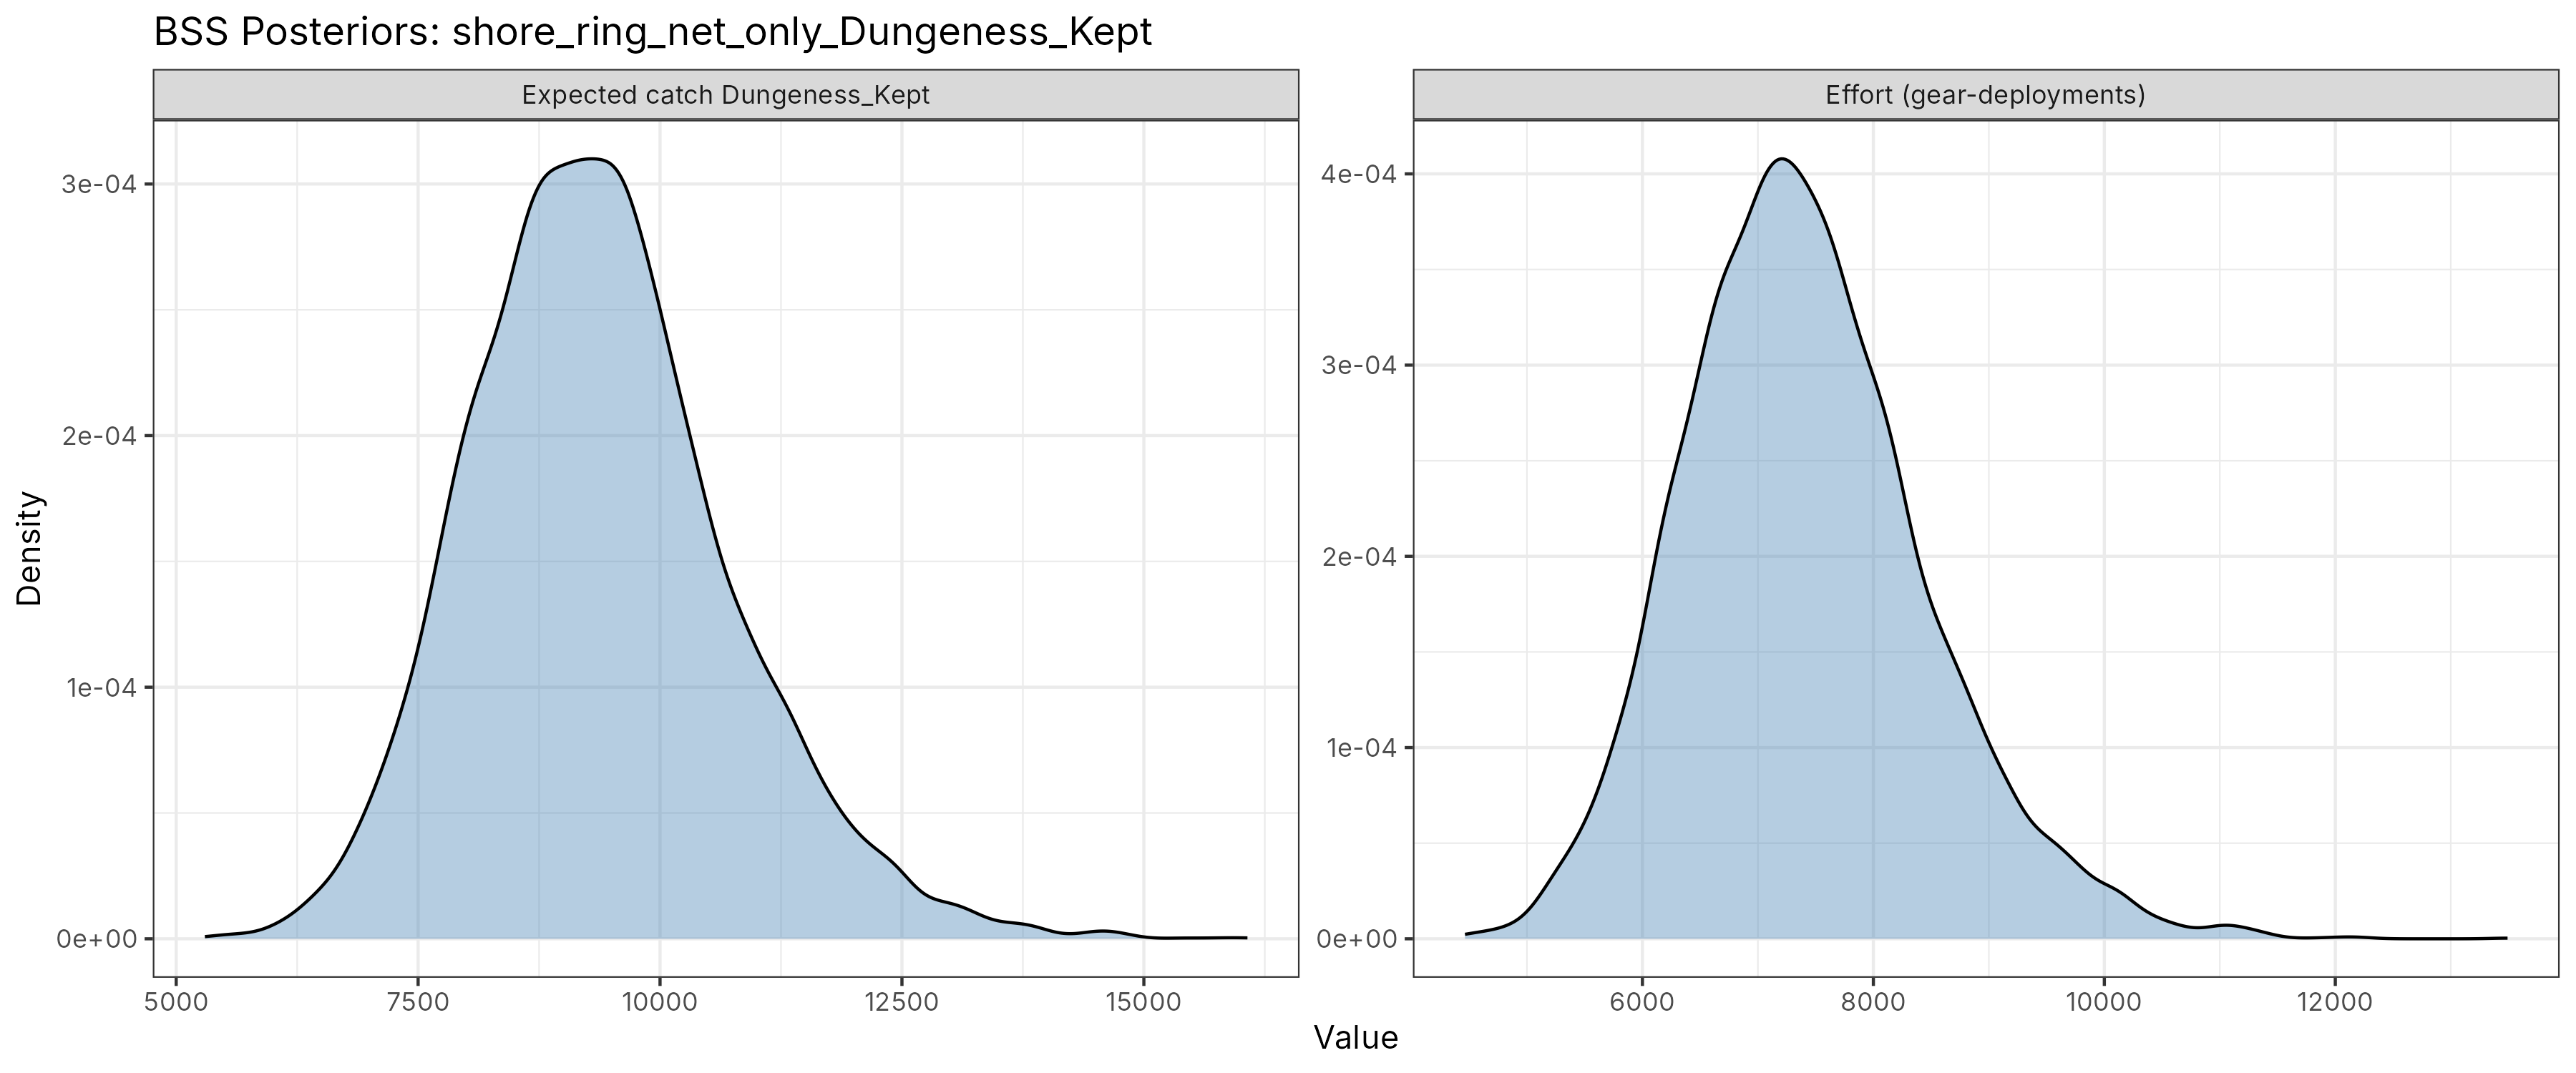 BSS Posteriors: shore_ring_net_only_Dungeness_Kept
Expected catch Dungeness_Kept
Effort (gear-deployments)
Density
3e-04
2e-04
1e-04
0e+00
4e-04
3e-04
2e-04
1e-04
0e+00
5000 7500 10000 12500 15000
6000 8000 10000 12000
Value